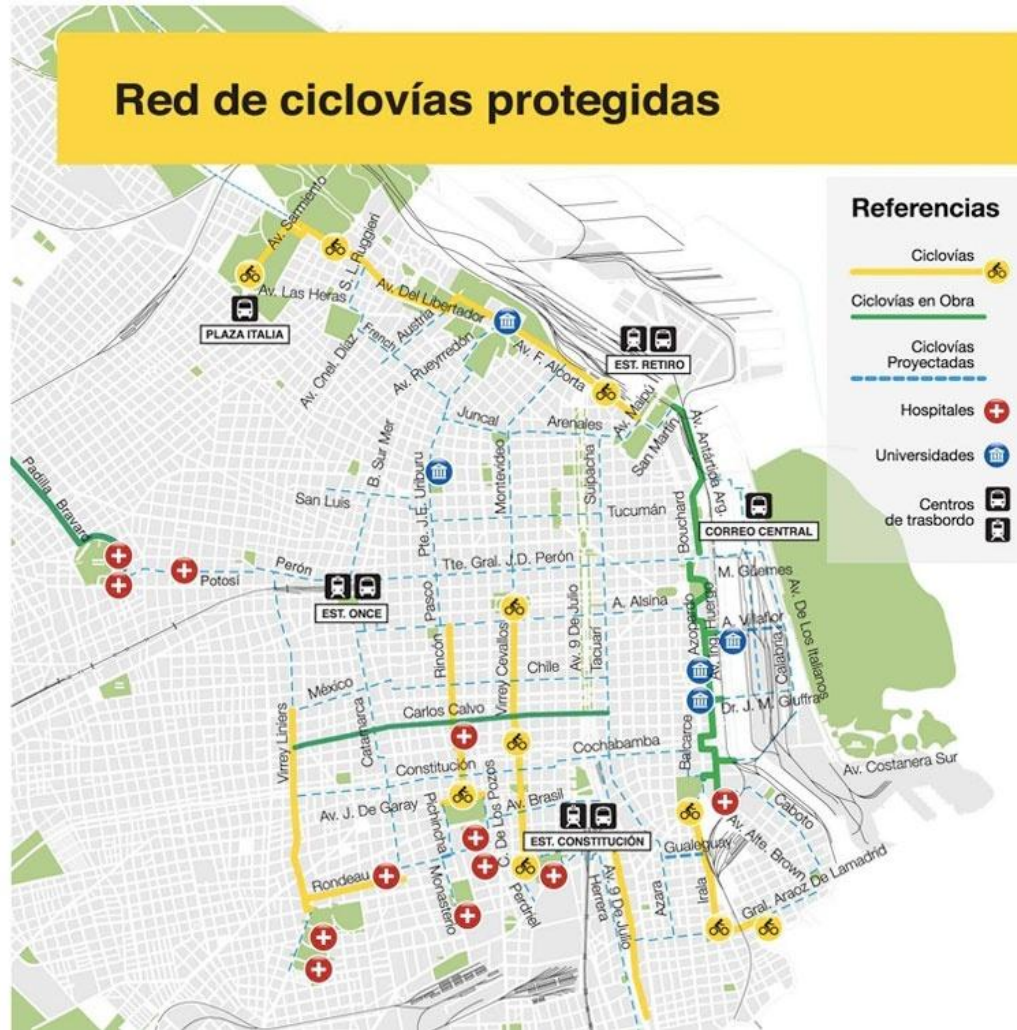 Red de ciclovías protegidas
Referencias
Ciclovías
Ciclovías en Obra
Ciclovías
Proyectadas
Hospitales
Universidades
Centros
de trasbordo
Av. Sarmiento
S. L. Ruggieri
Av. Las Heras
PLAZA ITALIA
Av. Del Libertador
French
Austria
Av. Cnel. Díaz
Av. Rueyrredón
Av. F. Alcorta
EST. RETIRO
Av. Maipú
San Martín
Av. Antártida Arg.
Juncal
Arenales
B. Sur Mer
Pte. J.E. Uriburu
Montevideo
Suipacha
San Luis
Tucumán
Bouchard
CORREO CENTRAL
Padilla
Bravard
Potosí
Perón
Tte. Gral. J.D. Perón
M. Güemes
EST. ONCE
Pasco
A. Alsina
Av. 9 De Julio
Tacuarí
Azopardo
Av. Ing. Huergo
A. Villaflor
Calabria
Av. De Los Italianos
Rincón
Virrey Cevallos
Chile
México
Carlos Calvo
Dr. J. M. Giuffra
Virrey Liniers
Catamarca
Constitución
Cochabamba
Balcarce
Av. Costanera Sur
Av. J. De Garay
Pichincha
C. De Los Pozos
Av. Brasil
EST. CONSTITUCIÓN
Gualeguay
Caboto
Av. Alte. Brown
Rondeau
Monasterio
Perdriel
Herrera
Av. 9 De Julio
Azara
Irala
Gral. Araoz De Lamadrid